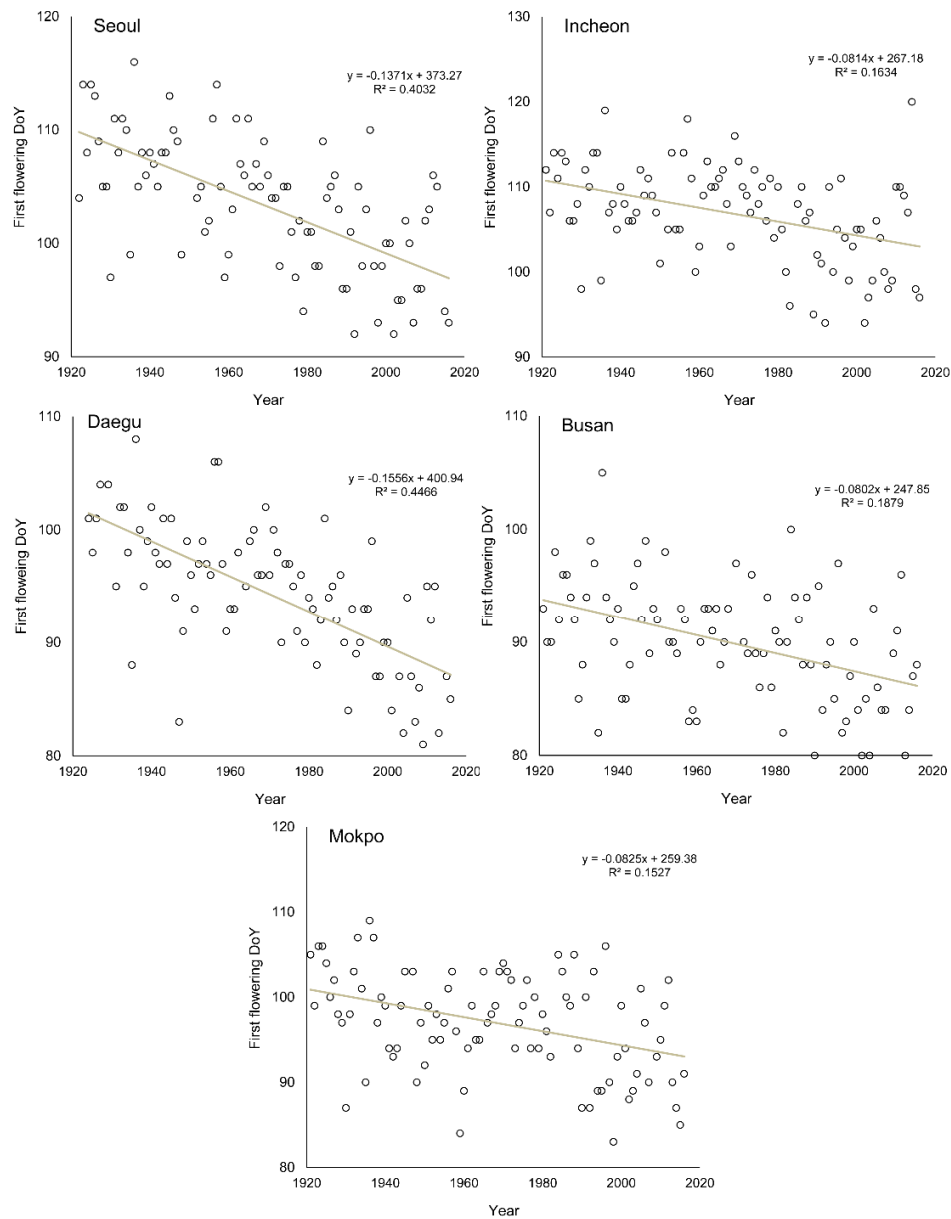 Seoul
y = -0.1371x + 373.27
R² = 0.4032
First flowering DoY
120
110
100
90
1920 1940 1960 1980 2000 2020
Year
Incheon
y = -0.0814x + 267.18
R² = 0.1634
First flowering DoY
130
120
110
100
90
1920 1940 1960 1980 2000 2020
Year
Daegu
y = -0.1556x + 400.94
R² = 0.4466
First floweing DoY
110
100
90
80
1920 1940 1960 1980 2000 2020
Year
Busan
y = -0.0802x + 247.85
R² = 0.1879
First flowering DoY
110
100
90
80
1920 1940 1960 1980 2000 2020
Year
Mokpo
y = -0.0825x + 259.38
R² = 0.1527
First flowering DoY
120
110
100
90
80
1920 1940 1960 1980 2000 2020
Year